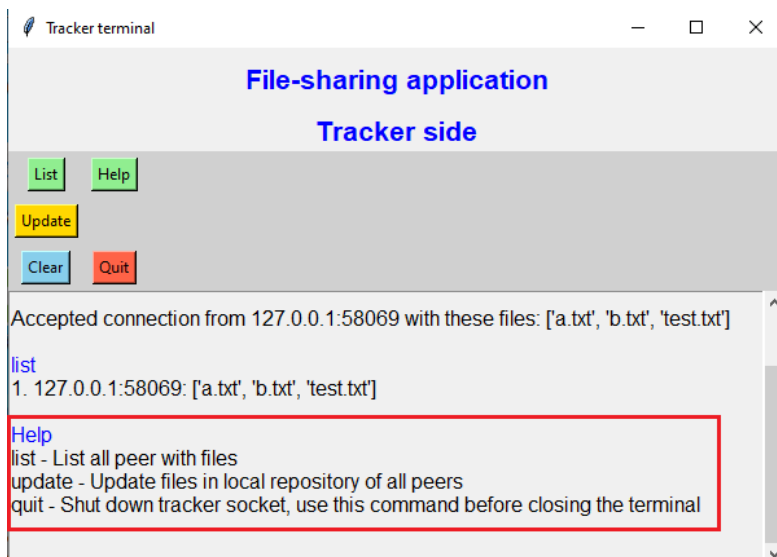 Tracker terminal
File-sharing application
Tracker side
List Help
Update
Clear Quit
Accepted connection from 127.0.0.1:58069 with these files: ['a.txt', 'b.txt', 'test.txt']
list
1. 127.0.0.1:58069: ['a.txt', 'b.txt', 'test.txt']
Help
list - List all peer with files
update - Update files in local repository of all peers
quit - Shut down tracker socket, use this command before closing the terminal